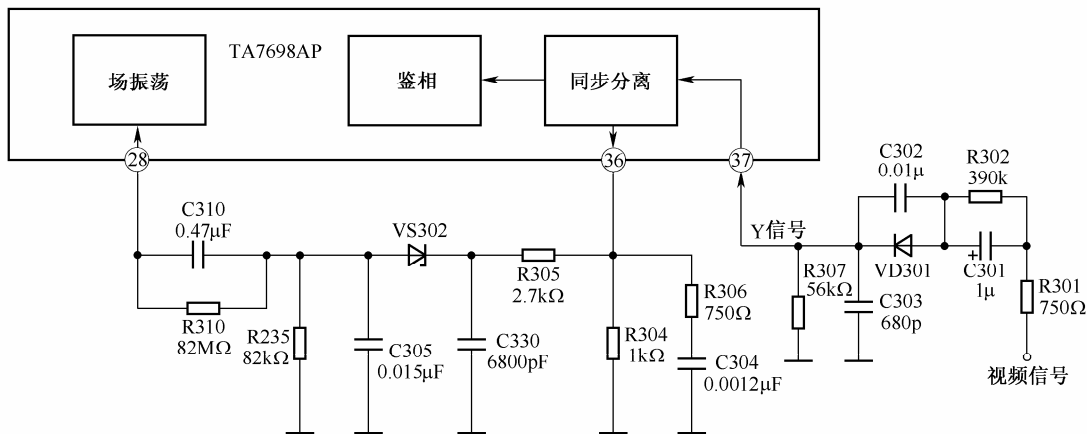 TA7698AP
场振荡
鉴相
同步分离
28
36
37
C302
0.01μ
R302
390k
C310
0.47μF
VS302
Y信号
R305
2.7kΩ
R307
56kΩ
VD301
C301
1μ
R306
750Ω
R301
750Ω
C303
680p
R310
82MΩ
R235
82kΩ
C305
0.015μF
C330
6800pF
R304
1kΩ
C304
0.0012μF
视频信号